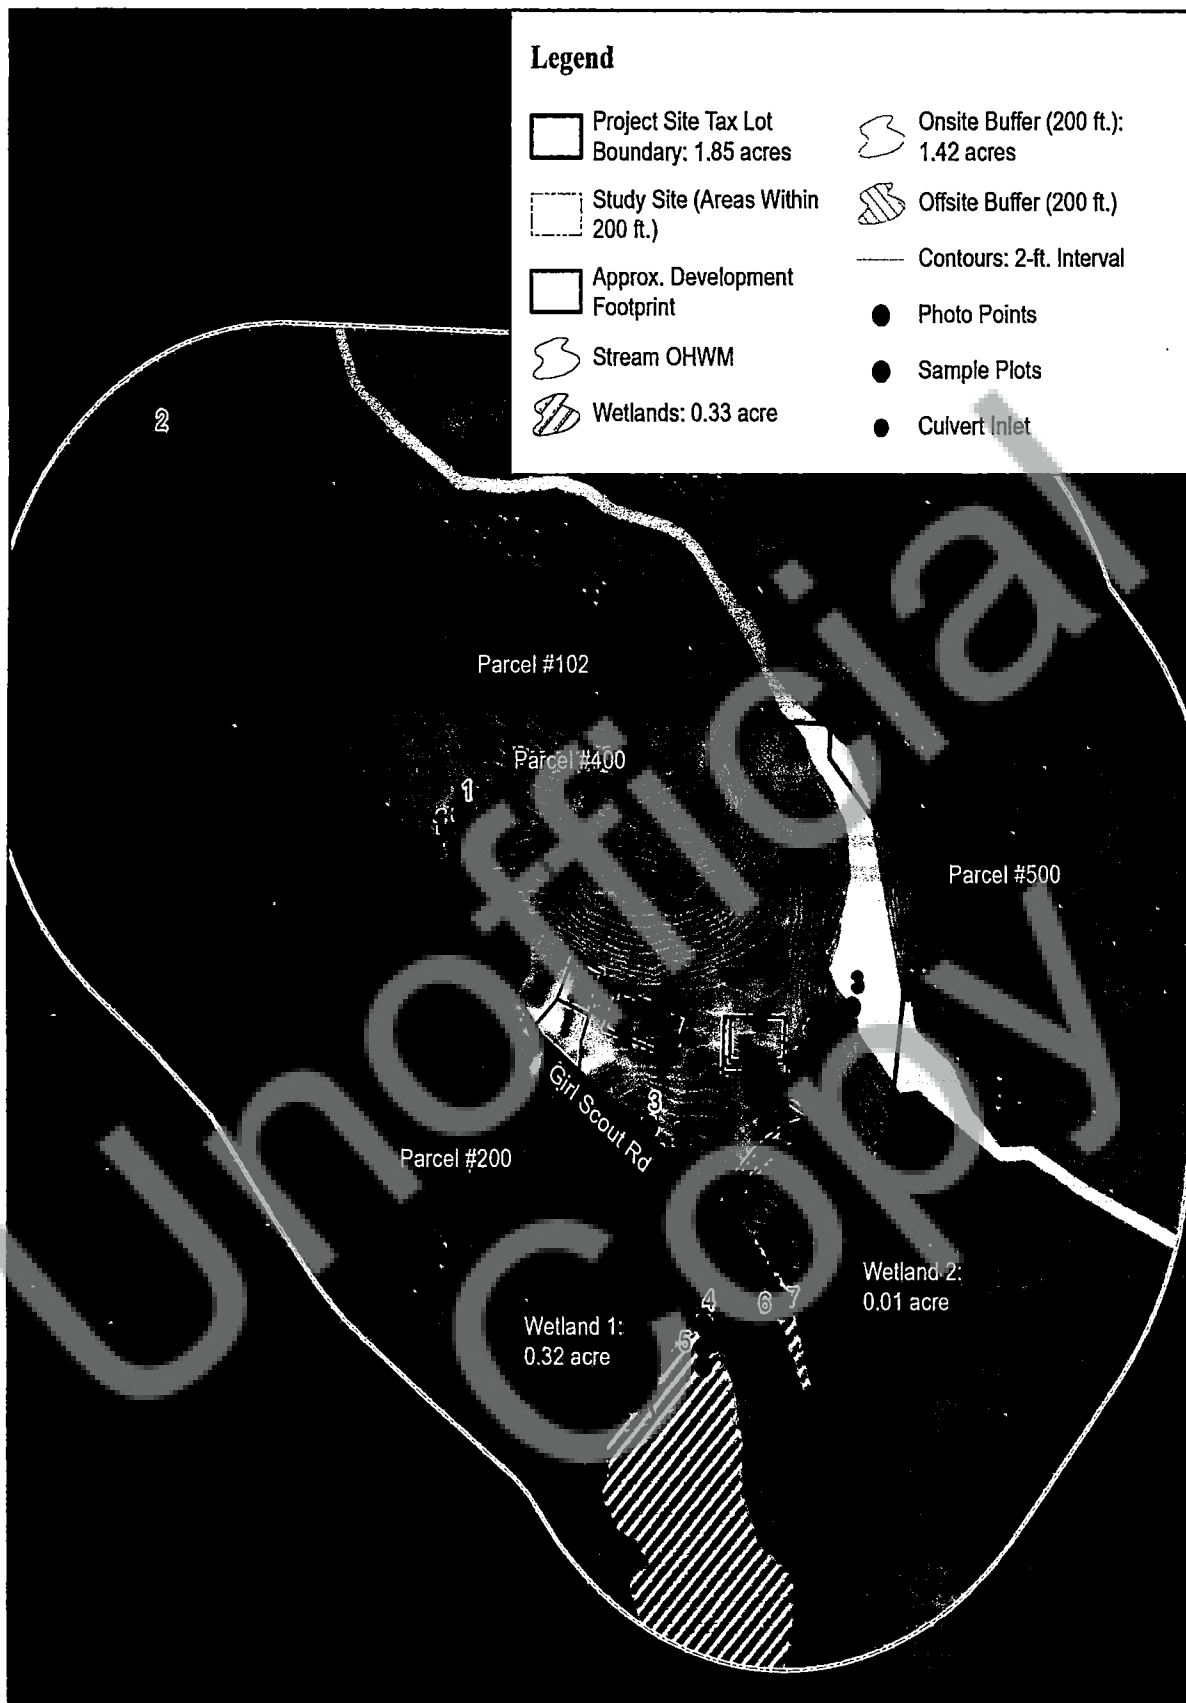 Legend
Project Site Tax Lot
Boundary: 1.85 acres
Study Site (Areas Within
200 ft.)
Approx. Development
Footprint
Stream OHWM
Wetlands: 0.33 acre
Onsite Buffer (200 ft.):
1.42 acres
Offsite Buffer (200 ft.)
Contours: 2-ft. Interval
Photo Points
Sample Plots
Culvert Inlet
2
Parcel #102
Parcel #400
1
Parcel #500
3
Girl Scout Rd
Parcel #200
Wetland 2:
0.01 acre
4
6
7
Wetland 1:
0.32 acre
5
Unofficial
Copy